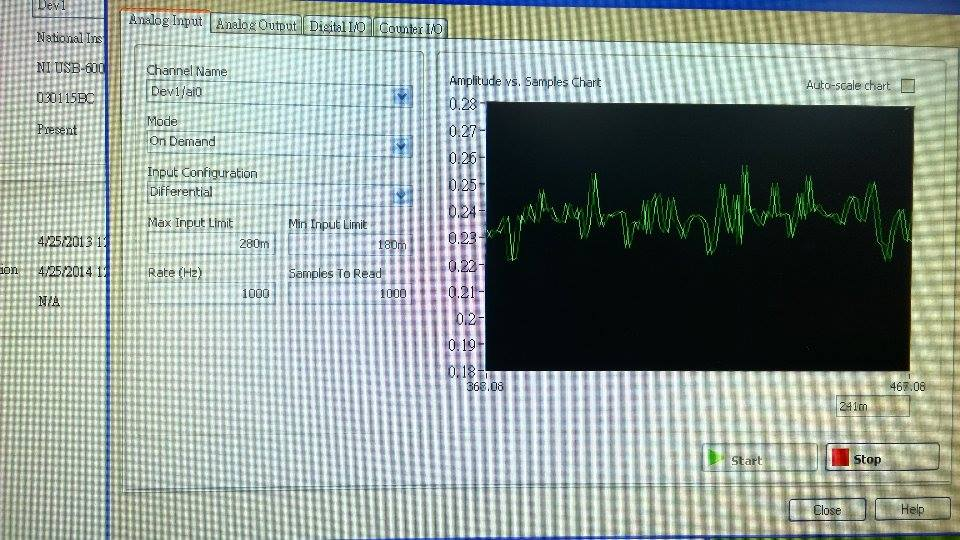 Dev1
National Ins
NI USB-600
030115BC
Present
4/25/2013 1
ion 4/25/2014 1
N/A
Analog Input Analog Output Digital I/O Counter I/O
Channel Name
Dev1/ai0
Mode
On Demand
Input Configuration
Differential
Max Input Limit Min Input Limit
280m 180m
Rate (Hz) Samples To Read
1000 1000
Amplitude vs. Samples Chart Auto-scale chart
0.28
0.27
0.26
0.25
0.24
0.23
0.22
0.21
0.2
0.19
0.18
363.08 467.08
241m
Start Stop
Close Help